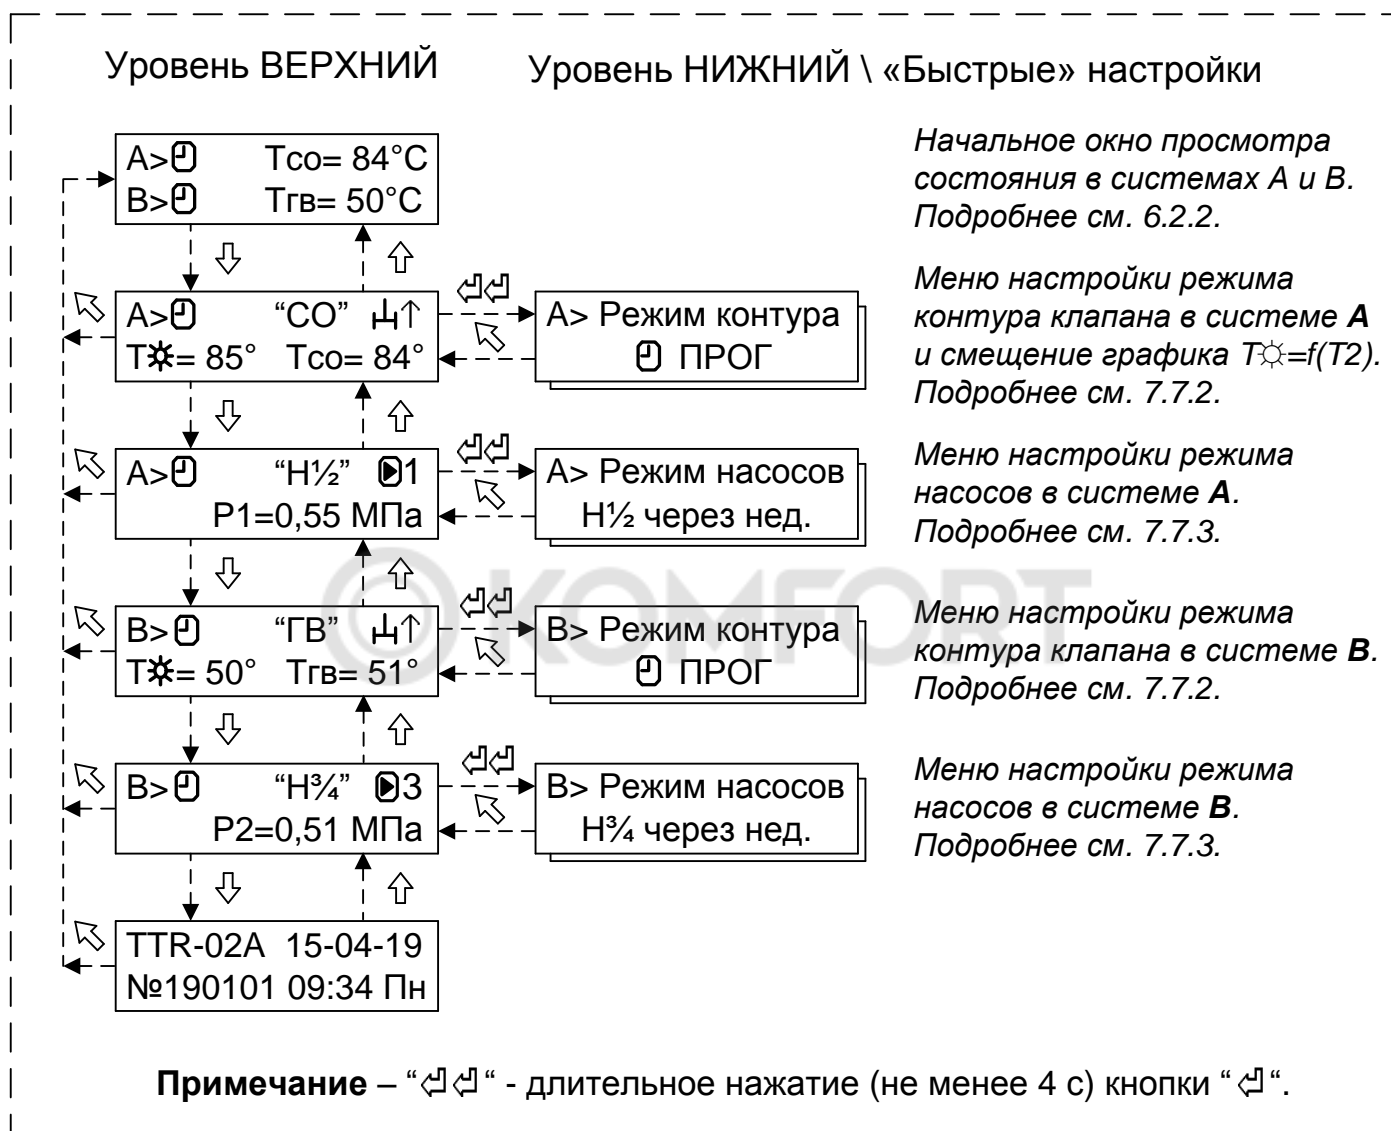 Уровень ВЕРХНИЙ
Уровень НИЖНИЙ \ «Быстрые» настройки
A> Tсо= 84°C
B> Tгв= 50°C
Начальное окно просмотра
состояния в системах А и В.
Подробнее см. 6.2.2.
A> “СО” ↑
T☼= 85° Tсо= 84°
A> Режим контура
ПРОГ
Меню настройки режима
контура клапана в системе А
и смещение графика T☼=f(T2).
Подробнее см. 7.7.2.
A> “Н½” 1
P1=0,55 МПа
A> Режим насосов
Н½ через нед.
Меню настройки режима
насосов в системе А.
Подробнее см. 7.7.3.
KOMFORT
B> “ГВ” ↑
T☼= 50° Tгв= 51°
B> Режим контура
ПРОГ
Меню настройки режима
контура клапана в системе В.
Подробнее см. 7.7.2.
B> “Н¾” 3
P2=0,51 МПа
B> Режим насосов
Н¾ через нед.
Меню настройки режима
насосов в системе В.
Подробнее см. 7.7.3.
TTR-02A 15-04-19
№190101 09:34 Пн
Примечание – “⏎⏎“ - длительное нажатие (не менее 4 с) кнопки “⏎“.